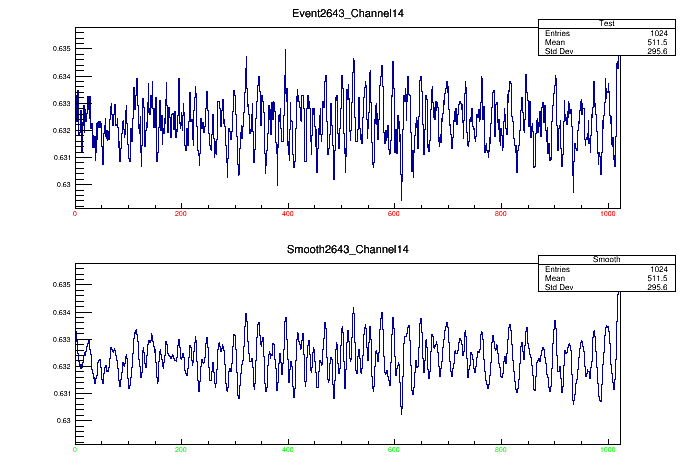 Event2643_Channel14
Test
Entries 1024
Mean 511.5
Std Dev 295.6
0.635
0.634
0.633
0.632
0.631
0.63
0 200 400 600 800 1000
Smooth2643_Channel14
Smooth
Entries 1024
Mean 511.5
Std Dev 295.6
0.635
0.634
0.633
0.632
0.631
0.63
0 200 400 600 800 1000